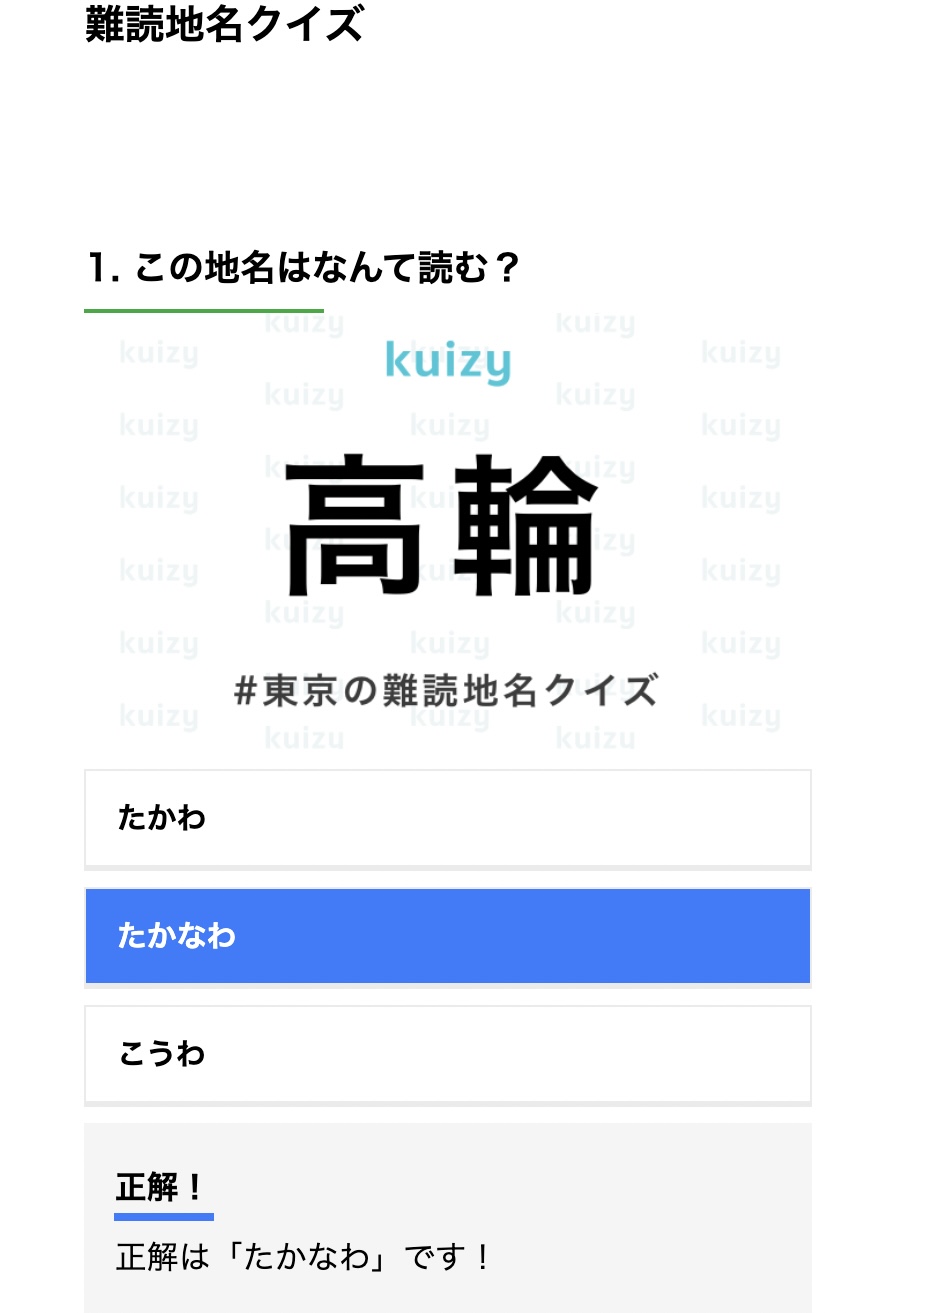 難読地名クイズ
1. この地名はなんて読む？
kuizy
高輪
#東京の難読地名クイズ
たかわ
たかなわ
こうわ
正解！
正解は「たかなわ」です！